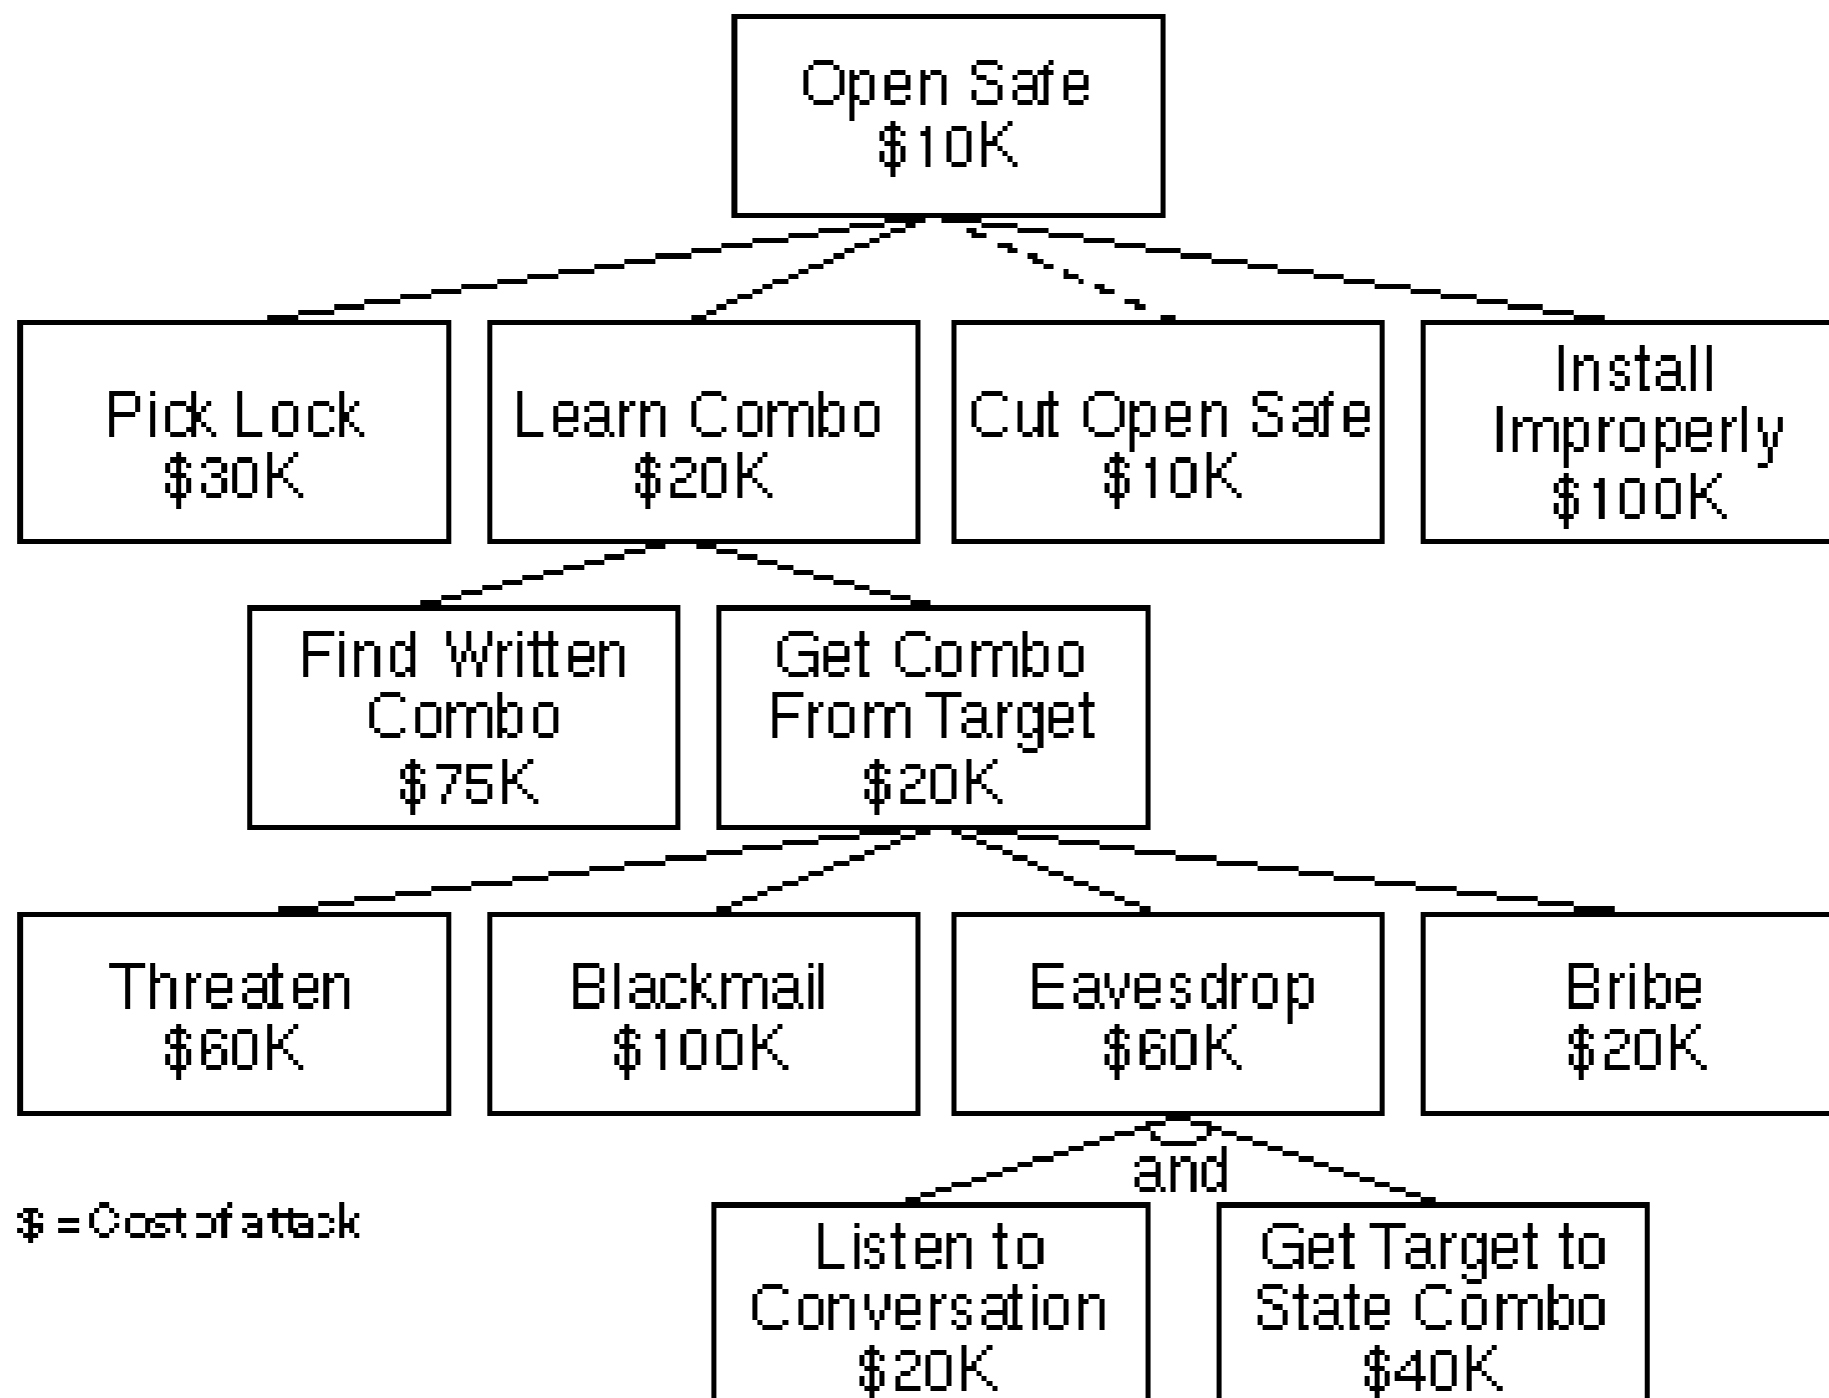 Open Safe
$10K
Pick Lock
$30K
Learn Combo
$20K
Cut Open Safe
$10K
Install
Improperly
$100K
Find Written
Combo
$75K
Get Combo
From Target
$20K
Threaten
$60K
Blackmail
$100K
Eavesdrop
$60K
Bribe
$20K
and
$ = Cost of attack
Listen to
Conversation
$20K
Get Target to
State Combo
$40K